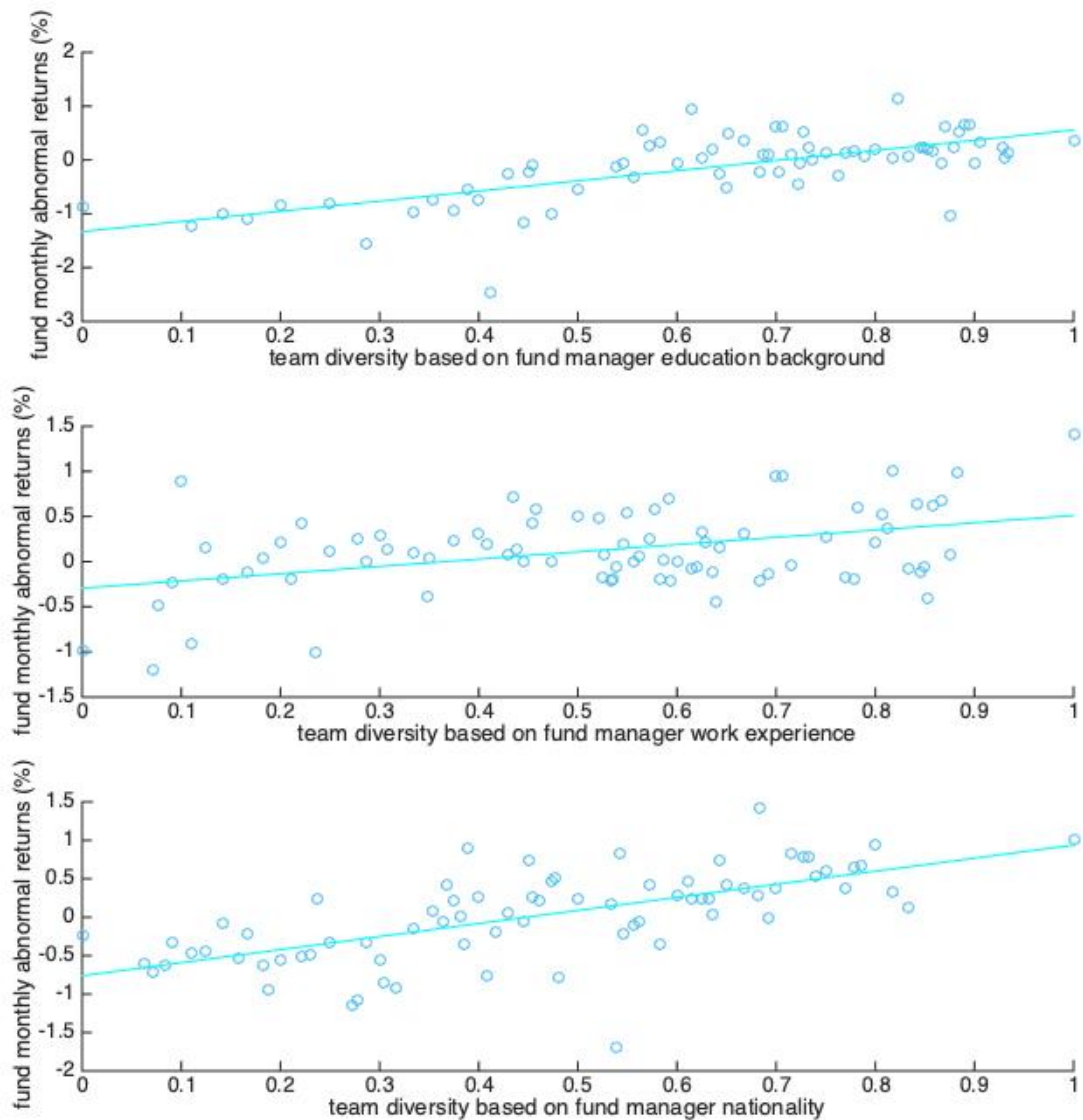 fund monthly abnormal returns (%)
2
1
0
-1
-2
-3
0 0.1 0.2 0.3 0.4 0.5 0.6 0.7 0.8 0.9 1
team diversity based on fund manager education background
fund monthly abnormal returns (%)
1.5
1
0.5
0
-0.5
-1
-1.5
0 0.1 0.2 0.3 0.4 0.5 0.6 0.7 0.8 0.9 1
team diversity based on fund manager work experience
fund monthly abnormal returns (%)
1.5
1
0.5
0
-0.5
-1
-1.5
-2
0 0.1 0.2 0.3 0.4 0.5 0.6 0.7 0.8 0.9 1
team diversity based on fund manager nationality